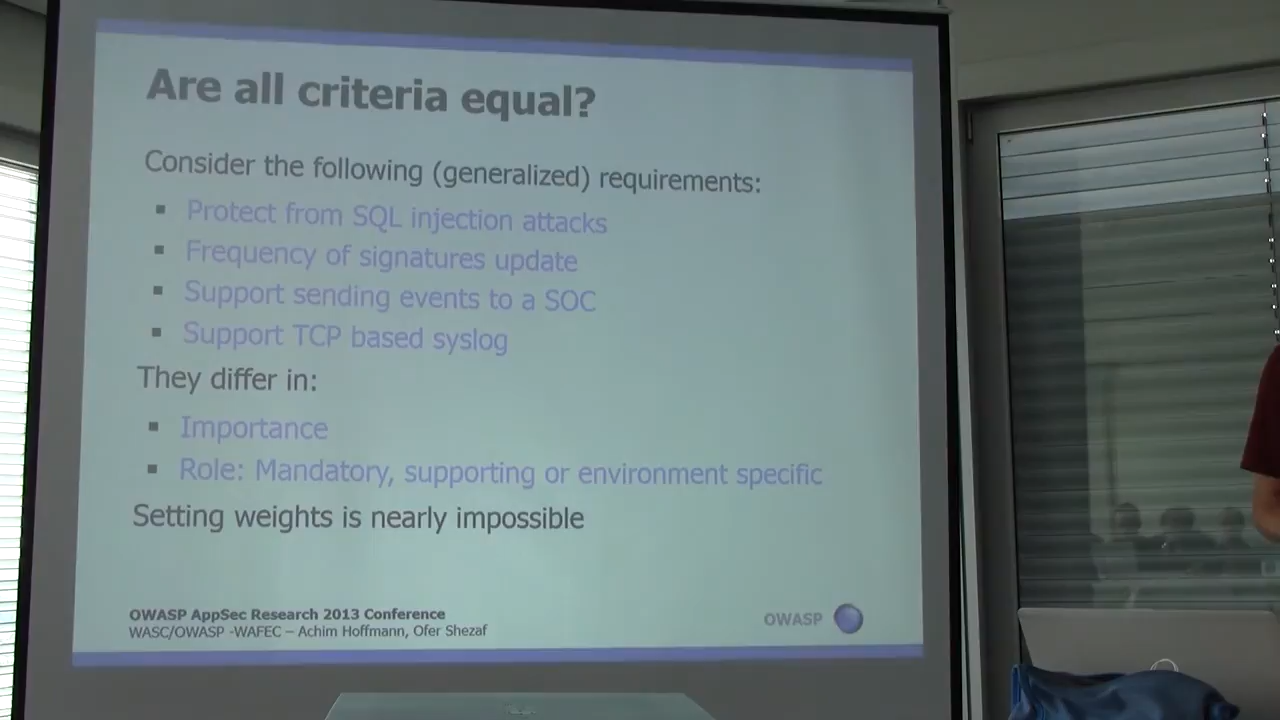 Are all criteria equal?
Consider the following (generalized) requirements:
▪ Protect from SQL injection attacks
▪ Frequency of signatures update
▪ Support sending events to a SOC
▪ Support TCP based syslog
They differ in:
▪ Importance
▪ Role: Mandatory, supporting or environment specific
Setting weights is nearly impossible
OWASP AppSec Research 2013 Conference
WASC/OWASP -WAFEC – Achim Hoffmann, Ofer Shezaf
OWASP